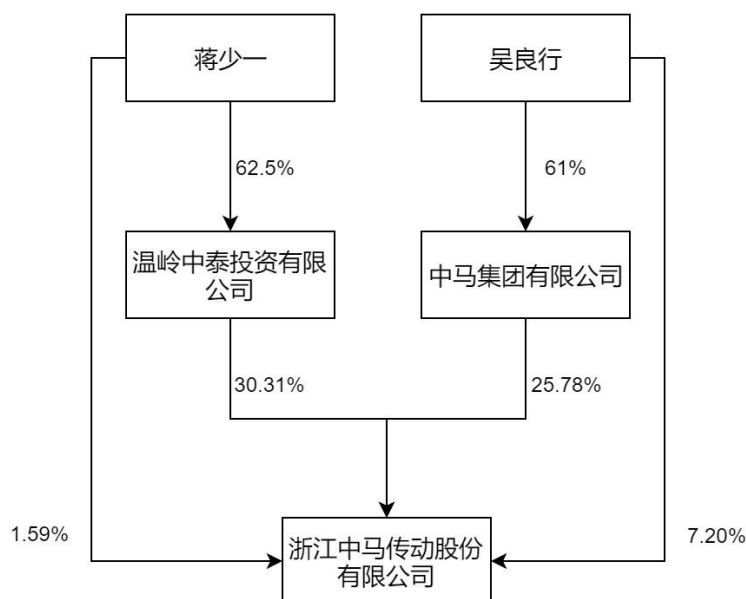 蒋少一
吴良行
62.5%
61%
温岭中泰投资有限
公司
中马集团有限公司
30.31%
25.78%
1.59%
浙江中马传动股份
有限公司
7.20%